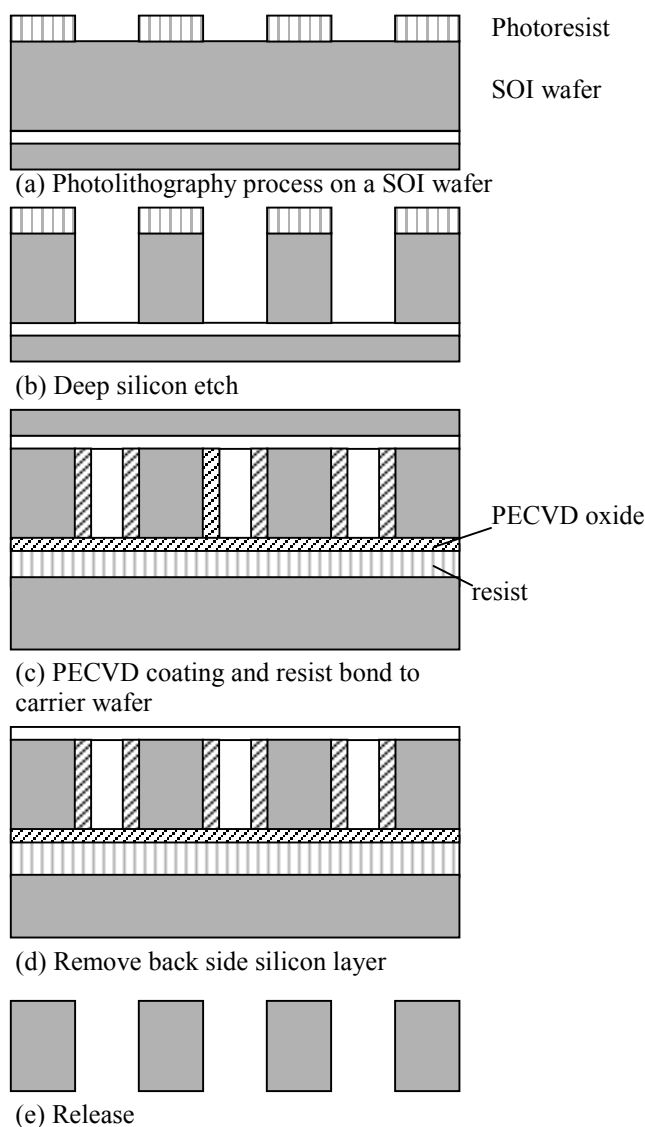 Photoresist
SOI wafer
(a) Photolithography process on a SOI wafer
(b) Deep silicon etch
PECVD oxide
resist
(c) PECVD coating and resist bond to
carrier wafer
(d) Remove back side silicon layer
(e) Release